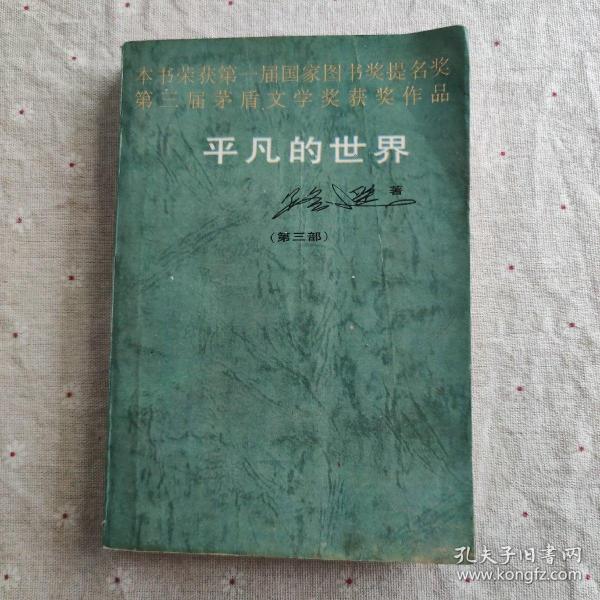 本书荣获第一届国家图书奖提名奖
第三届茅盾文学奖获奖作品
平凡的世界
路遥 著
(第三部)
孔夫子旧书网
www.kongfz.com